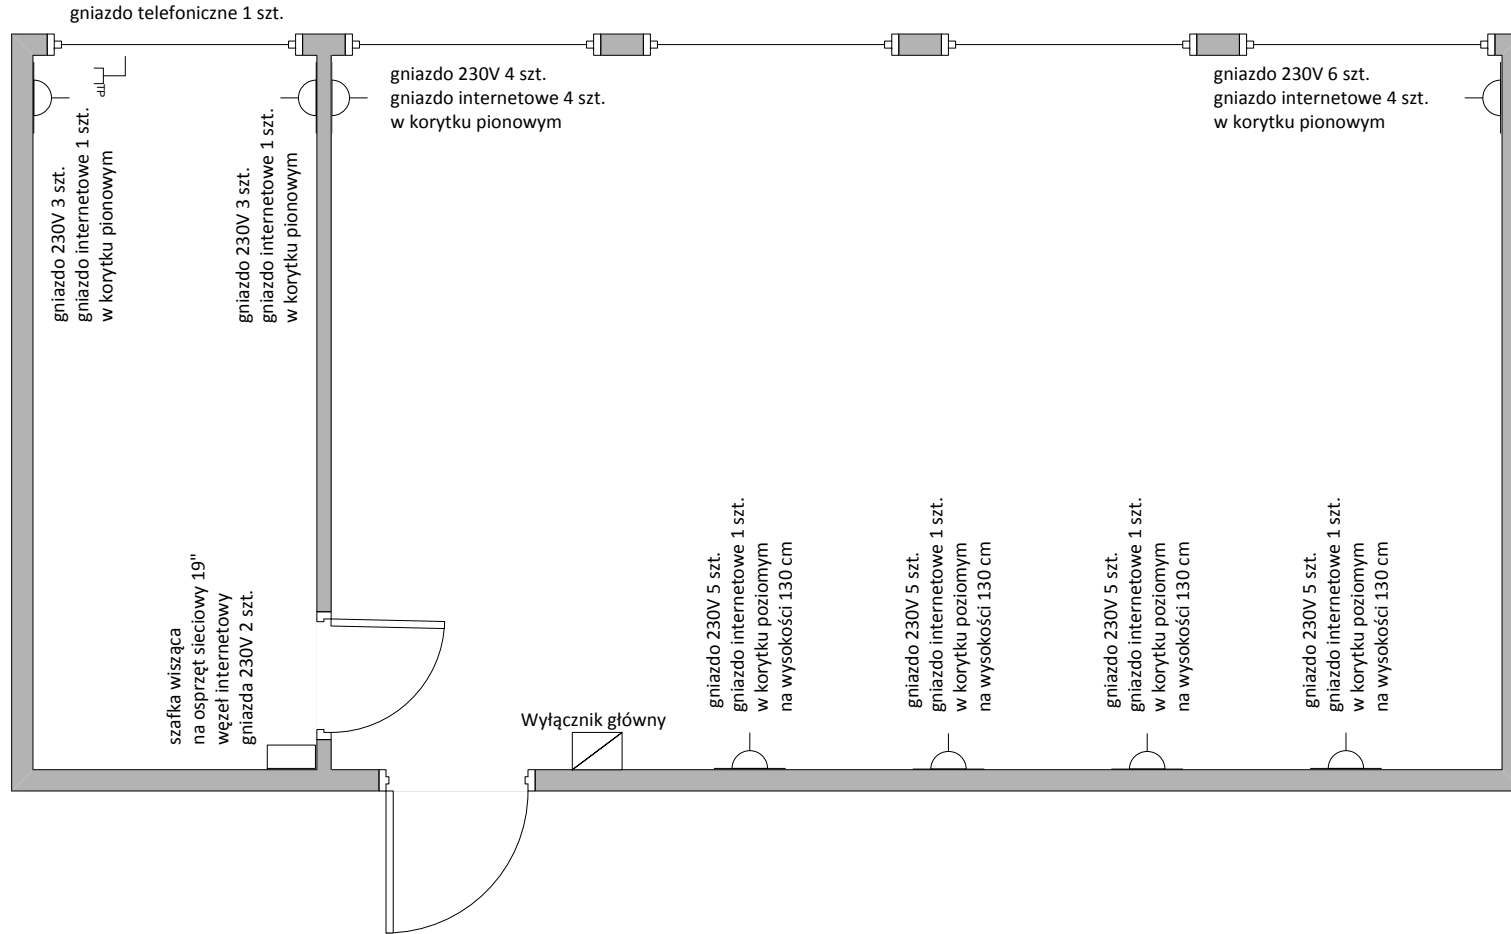 gniazdo telefoniczne 1 szt.
TP
gniazdo 230V 3 szt.
gniazdo internetowe 1 szt.
w korytku pionowym
gniazdo 230V 3 szt.
gniazdo internetowe 1 szt.
w korytku pionowym
gniazdo 230V 4 szt.
gniazdo internetowe 4 szt.
w korytku pionowym
gniazdo 230V 6 szt.
gniazdo internetowe 4 szt.
w korytku pionowym
szafka wisząca
na osprzęt sieciowy 19"
węzeł internetowy
gniazda 230V 2 szt.
Wyłącznik główny
gniazdo 230V 5 szt.
gniazdo internetowe 1 szt.
w korytku poziomym
na wysokości 130 cm
gniazdo 230V 5 szt.
gniazdo internetowe 1 szt.
w korytku poziomym
na wysokości 130 cm
gniazdo 230V 5 szt.
gniazdo internetowe 1 szt.
w korytku poziomym
na wysokości 130 cm
gniazdo 230V 5 szt.
gniazdo internetowe 1 szt.
w korytku poziomym
na wysokości 130 cm